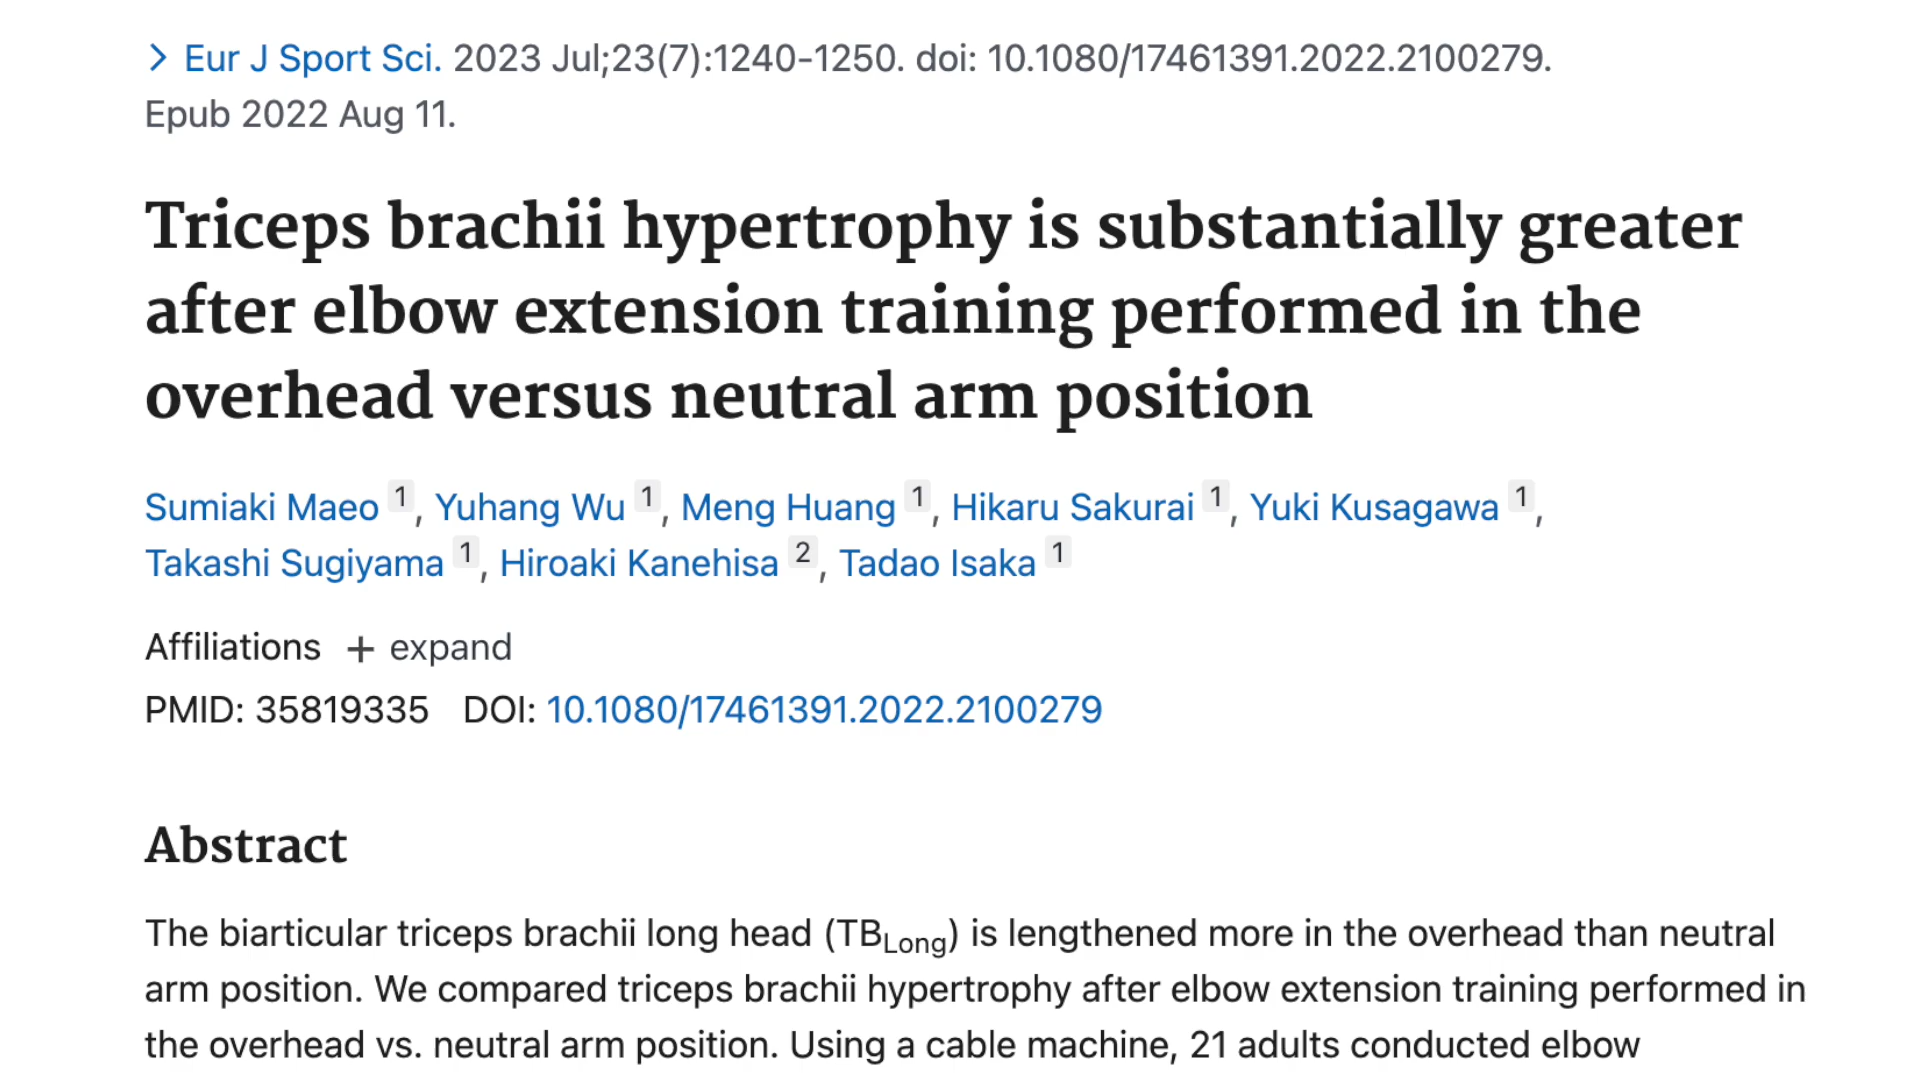 > Eur J Sport Sci. 2023 Jul;23(7):1240-1250. doi: 10.1080/17461391.2022.2100279.
Epub 2022 Aug 11.
Triceps brachii hypertrophy is substantially greater
after elbow extension training performed in the
overhead versus neutral arm position
Sumiaki Maeo 1, Yuhang Wu 1, Meng Huang 1, Hikaru Sakurai 1, Yuki Kusagawa 1,
Takashi Sugiyama 1, Hiroaki Kanehisa 2, Tadao Isaka 1
Affiliations + expand
PMID: 35819335 DOI: 10.1080/17461391.2022.2100279
Abstract
The biarticular triceps brachii long head (TBLong) is lengthened more in the overhead than neutral
arm position. We compared triceps brachii hypertrophy after elbow extension training performed in
the overhead vs. neutral arm position. Using a cable machine, 21 adults conducted elbow